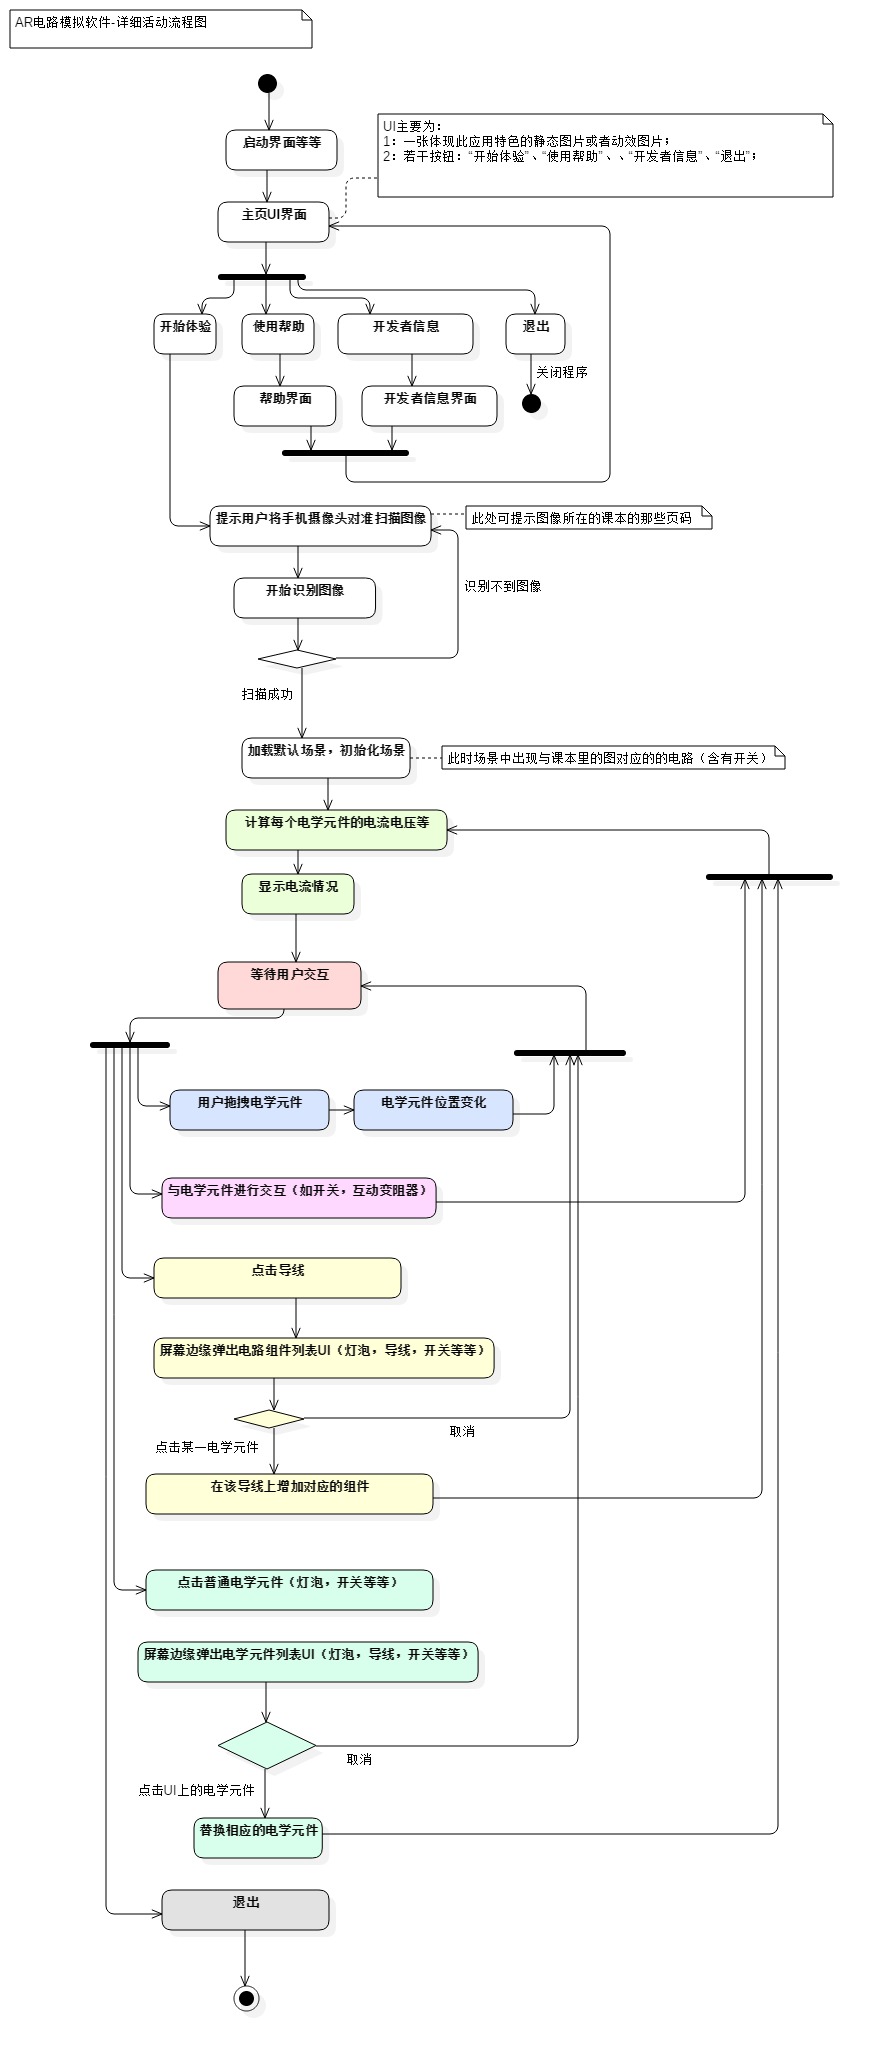 AR电路模拟软件-详细活动流程图
启动界面等等
UI主要为：
1：一张体现此应用特色的静态图片或者动效图片；
2：若干按钮：“开始体验”、“使用帮助”、、“开发者信息”、“退出”；
主页UI界面
开始体验
使用帮助
开发者信息
退出
关闭程序
帮助界面
开发者信息界面
提示用户将手机摄像头对准扫描图像
此处可提示图像所在的课本的那些页码
开始识别图像
识别不到图像
扫描成功
加载默认场景，初始化场景
此时场景中出现与课本里的图对应的的电路（含有开关）
计算每个电学元件的电流电压等
显示电流情况
等待用户交互
用户拖拽电学元件
电学元件位置变化
与电学元件进行交互（如开关，互动变阻器）
点击导线
屏幕边缘弹出电路组件列表UI（灯泡，导线，开关等等）
取消
点击某一电学元件
在该导线上增加对应的组件
点击普通电学元件（灯泡，开关等等）
屏幕边缘弹出电学元件列表UI（灯泡，导线，开关等等）
取消
点击UI上的电学元件
替换相应的电学元件
退出